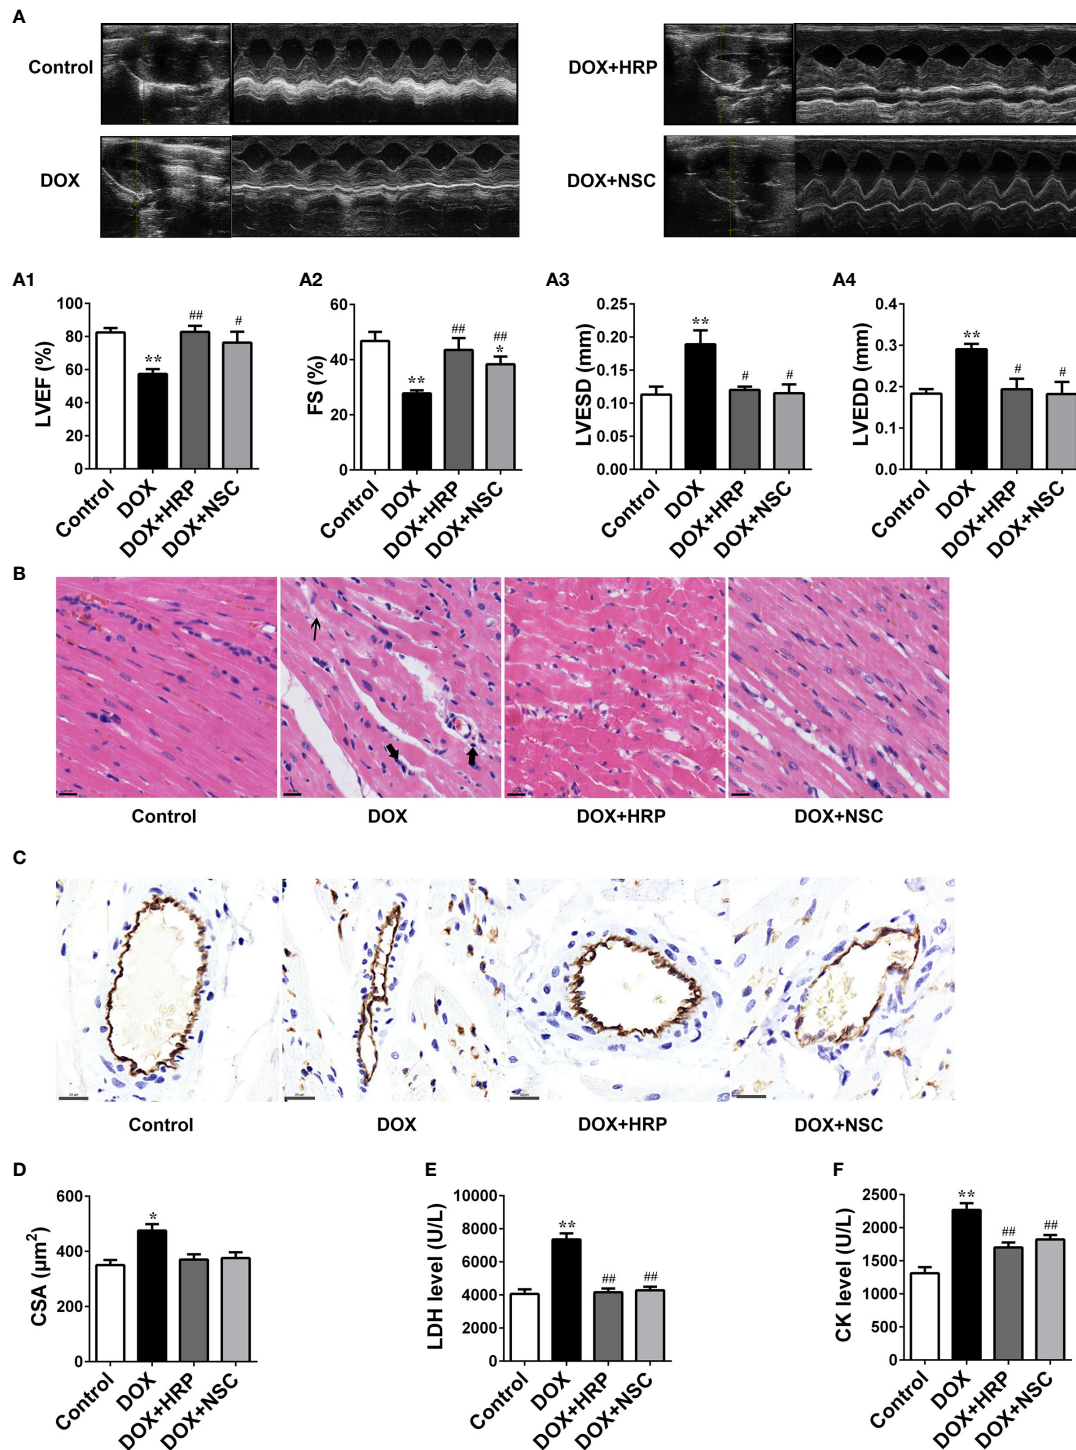 A
Control
DOX
DOX+HRP
DOX+NSC
A1
LVEF (%)
100
80
60
40
20
0
**
##
#
Control
DOX
DOX+HRP
DOX+NSC
A2
FS (%)
60
40
20
0
**
##
##
*
Control
DOX
DOX+HRP
DOX+NSC
A3
LVESD (mm)
0.25
0.20
0.15
0.10
0.05
0.00
**
#
#
Control
DOX
DOX+HRP
DOX+NSC
A4
LVEDD (mm)
0.4
0.3
0.2
0.1
0.0
**
#
#
Control
DOX
DOX+HRP
DOX+NSC
B
Control
DOX
DOX+HRP
DOX+NSC
C
Control
DOX
DOX+HRP
DOX+NSC
D
CSA (µm²)
600
400
200
0
*
Control
DOX
DOX+HRP
DOX+NSC
E
LDH level (U/L)
10000
8000
6000
4000
2000
0
**
##
##
Control
DOX
DOX+HRP
DOX+NSC
F
CK level (U/L)
2500
2000
1500
1000
500
0
**
##
##
Control
DOX
DOX+HRP
DOX+NSC